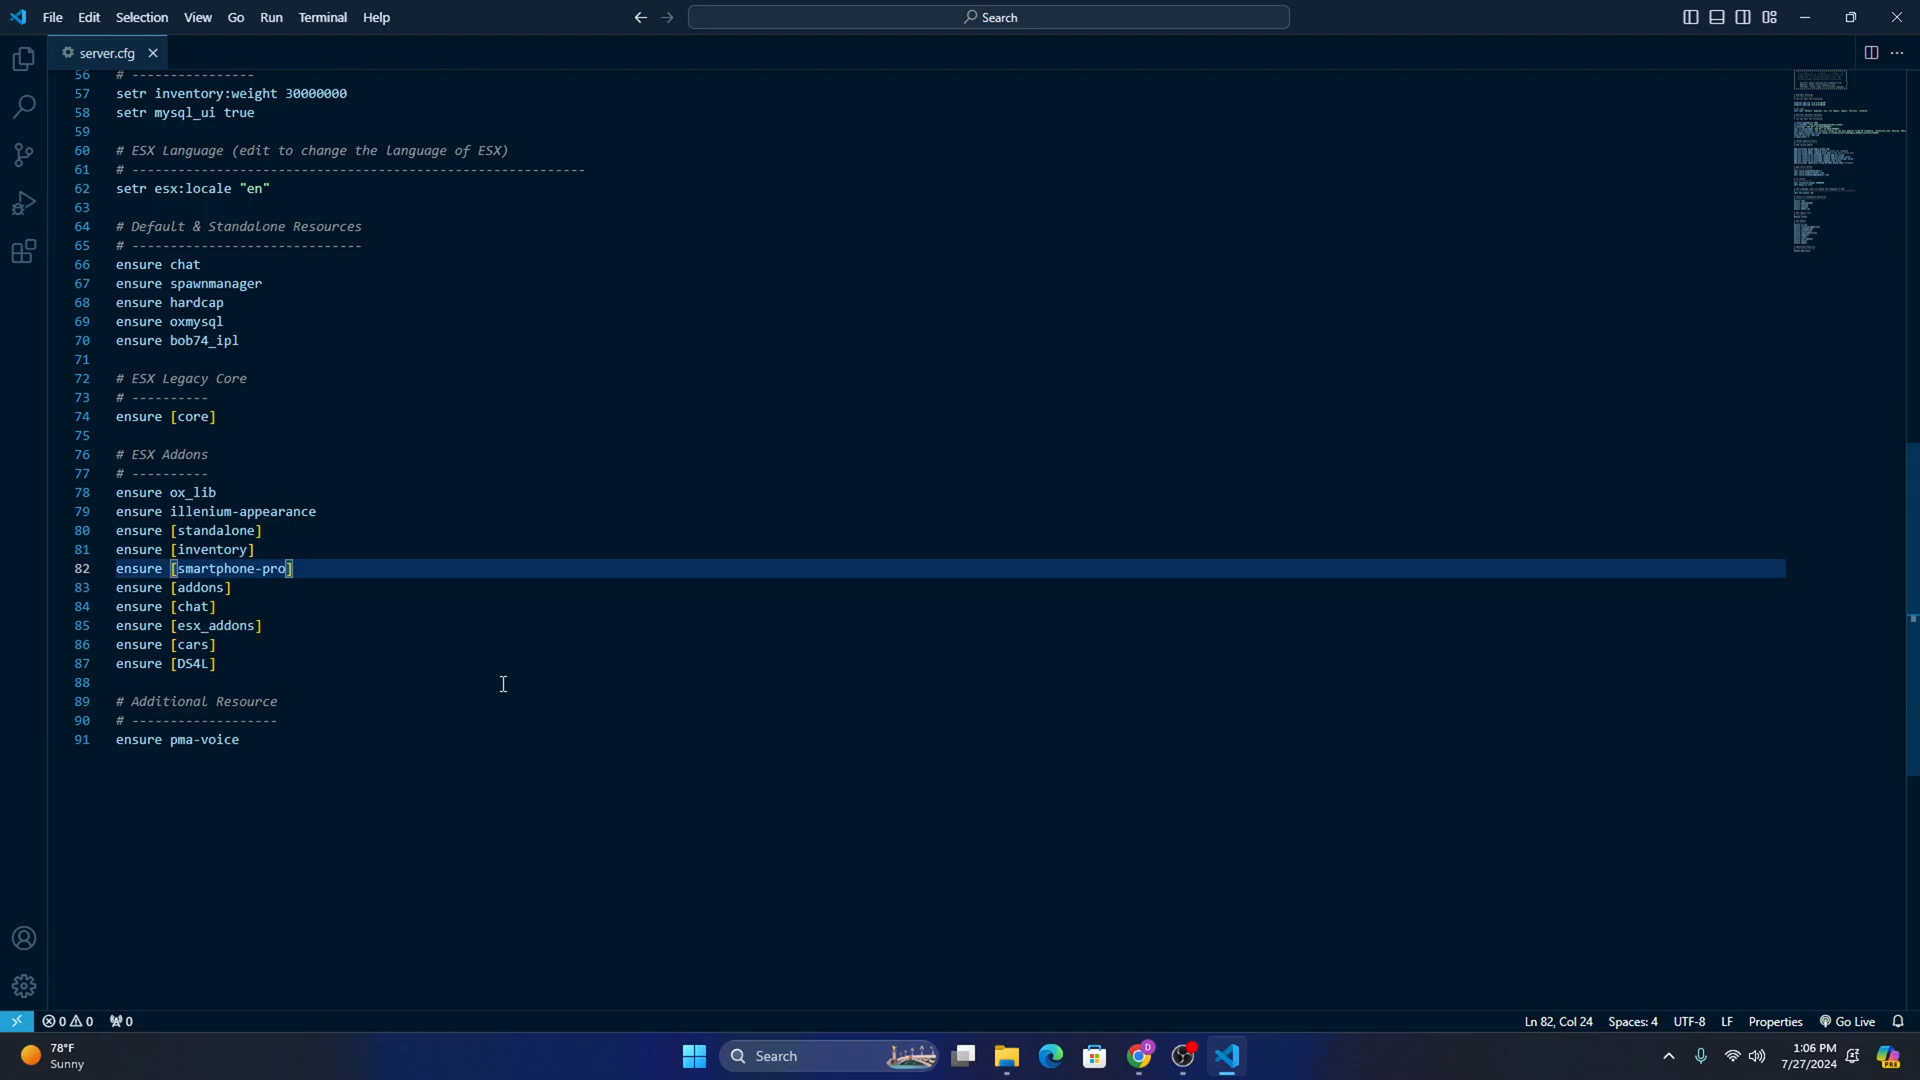 File Edit Selection View Go Run Terminal Help
Search
server.cfg
56 # ----------------
57 setr inventory:weight 30000000
58 setr mysql_ui true
59
60 # ESX Language (edit to change the language of ESX)
61 # -----------------------------------------------------------
62 setr esx:locale "en"
63
64 # Default & Standalone Resources
65 # ------------------------------
66 ensure chat
67 ensure spawnmanager
68 ensure hardcap
69 ensure oxmysql
70 ensure bob74_ipl
71
72 # ESX Legacy Core
73 # ----------
74 ensure [core]
75
76 # ESX Addons
77 # ----------
78 ensure ox_lib
79 ensure illenium-appearance
80 ensure [standalone]
81 ensure [inventory]
82 ensure [smartphone-pro]
83 ensure [addons]
84 ensure [chat]
85 ensure [esx_addons]
86 ensure [cars]
87 ensure [DS4L]
88
89 # Additional Resource
90 # -------------------
91 ensure pma-voice
0 0 0
Ln 82, Col 24 Spaces: 4 UTF-8 LF Properties Go Live
78°F
Sunny
Search
D
PRE
1:06 PM
7/27/2024